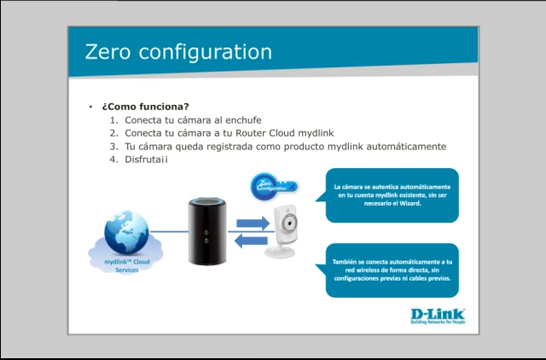 Zero configuration
• ¿Como funciona?
1. Conecta tu cámara al enchufe
2. Conecta tu cámara a tu Router Cloud mydlink
3. Tu cámara queda registrada como producto mydlink automáticamente
4. Disfruta¡¡
Zero
Configuration
La cámara se autentica automáticamente
en tu cuenta mydlink existente, sin ser
necesario el Wizard.
mydlink™ Cloud
Services
También se conecta automáticamente a tu
red wireless de forma directa, sin
configuraciones previas ni cables previos.
D-Link
Building Networks for People